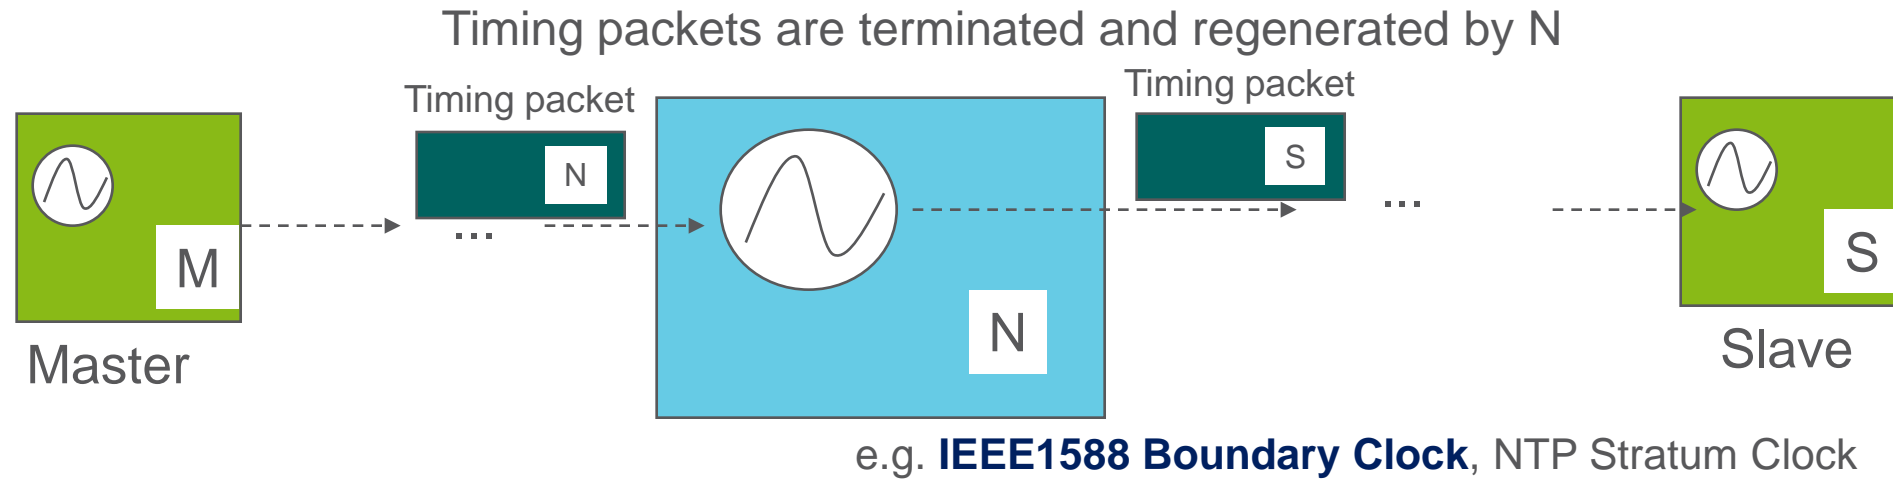 Timing packets are terminated and regenerated by N
Timing packet
Timing packet
N
S
...
...
M
N
S
Master
Slave
e.g. IEEE1588 Boundary Clock, NTP Stratum Clock